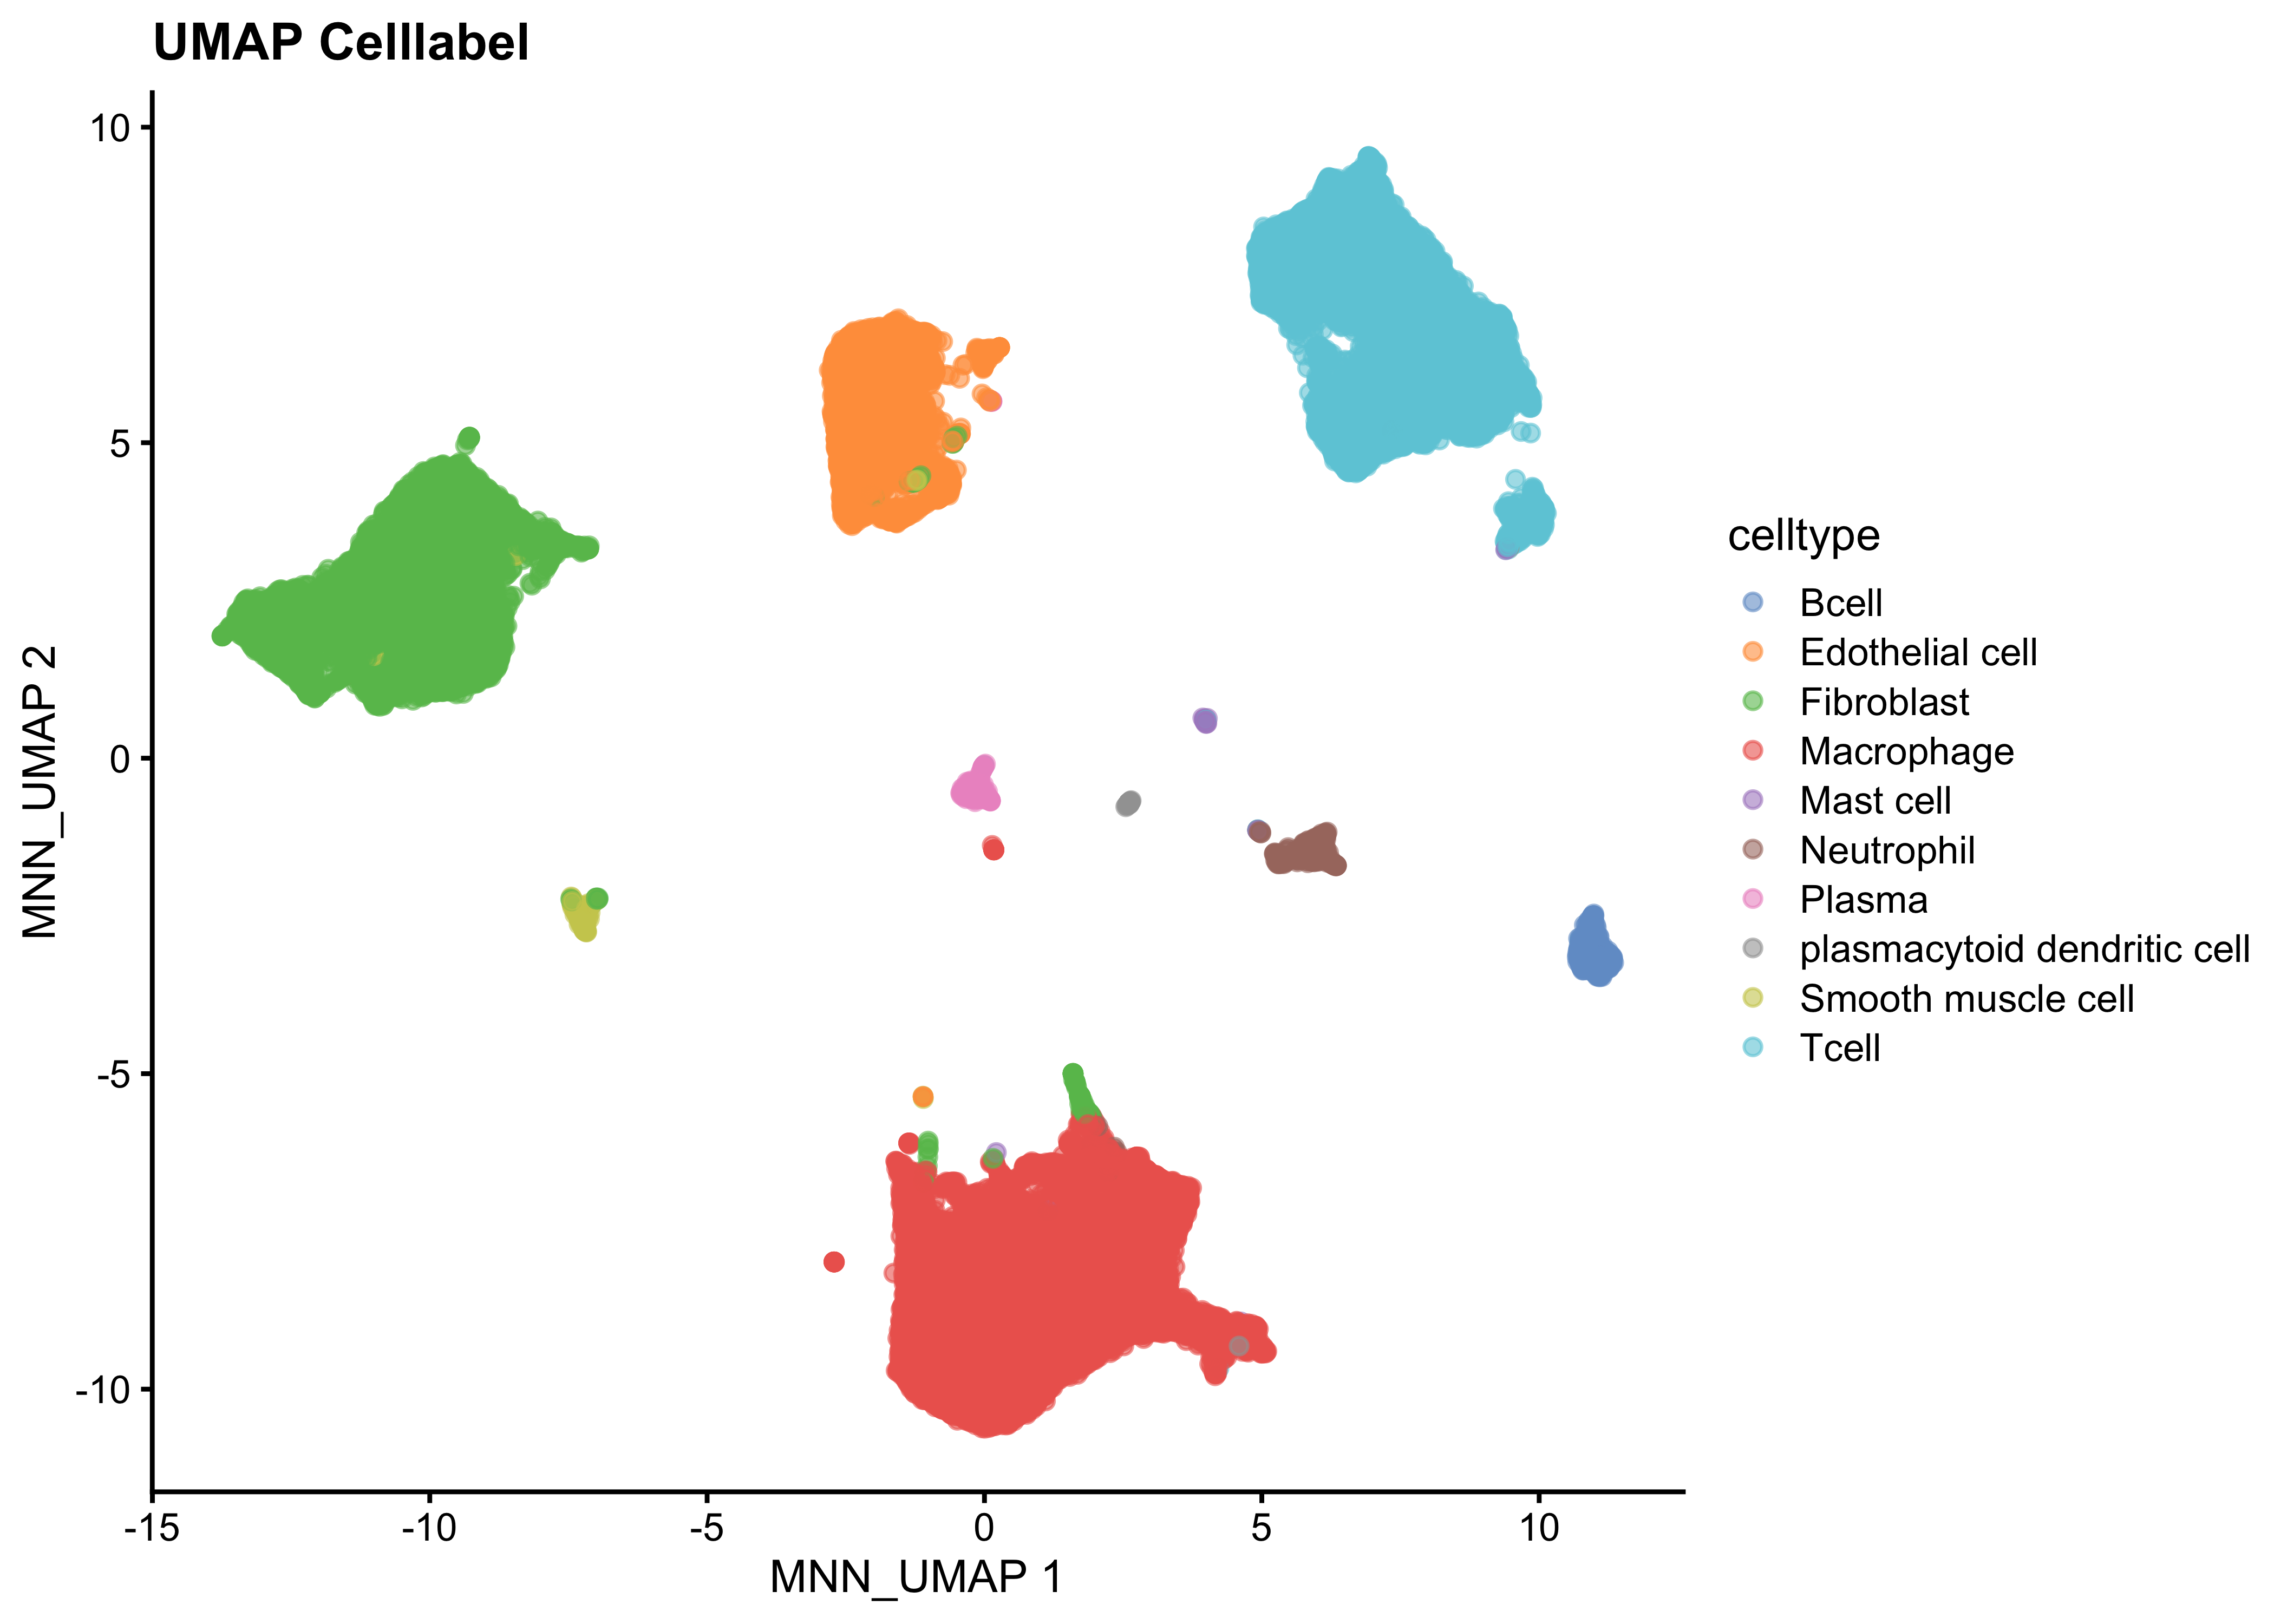 UMAP Celllabel
10
5
0
-5
-10
MNN_UMAP 2
-15 -10 -5 0 5 10
MNN_UMAP 1
celltype
Bcell
Edothelial cell
Fibroblast
Macrophage
Mast cell
Neutrophil
Plasma
plasmacytoid dendritic cell
Smooth muscle cell
Tcell